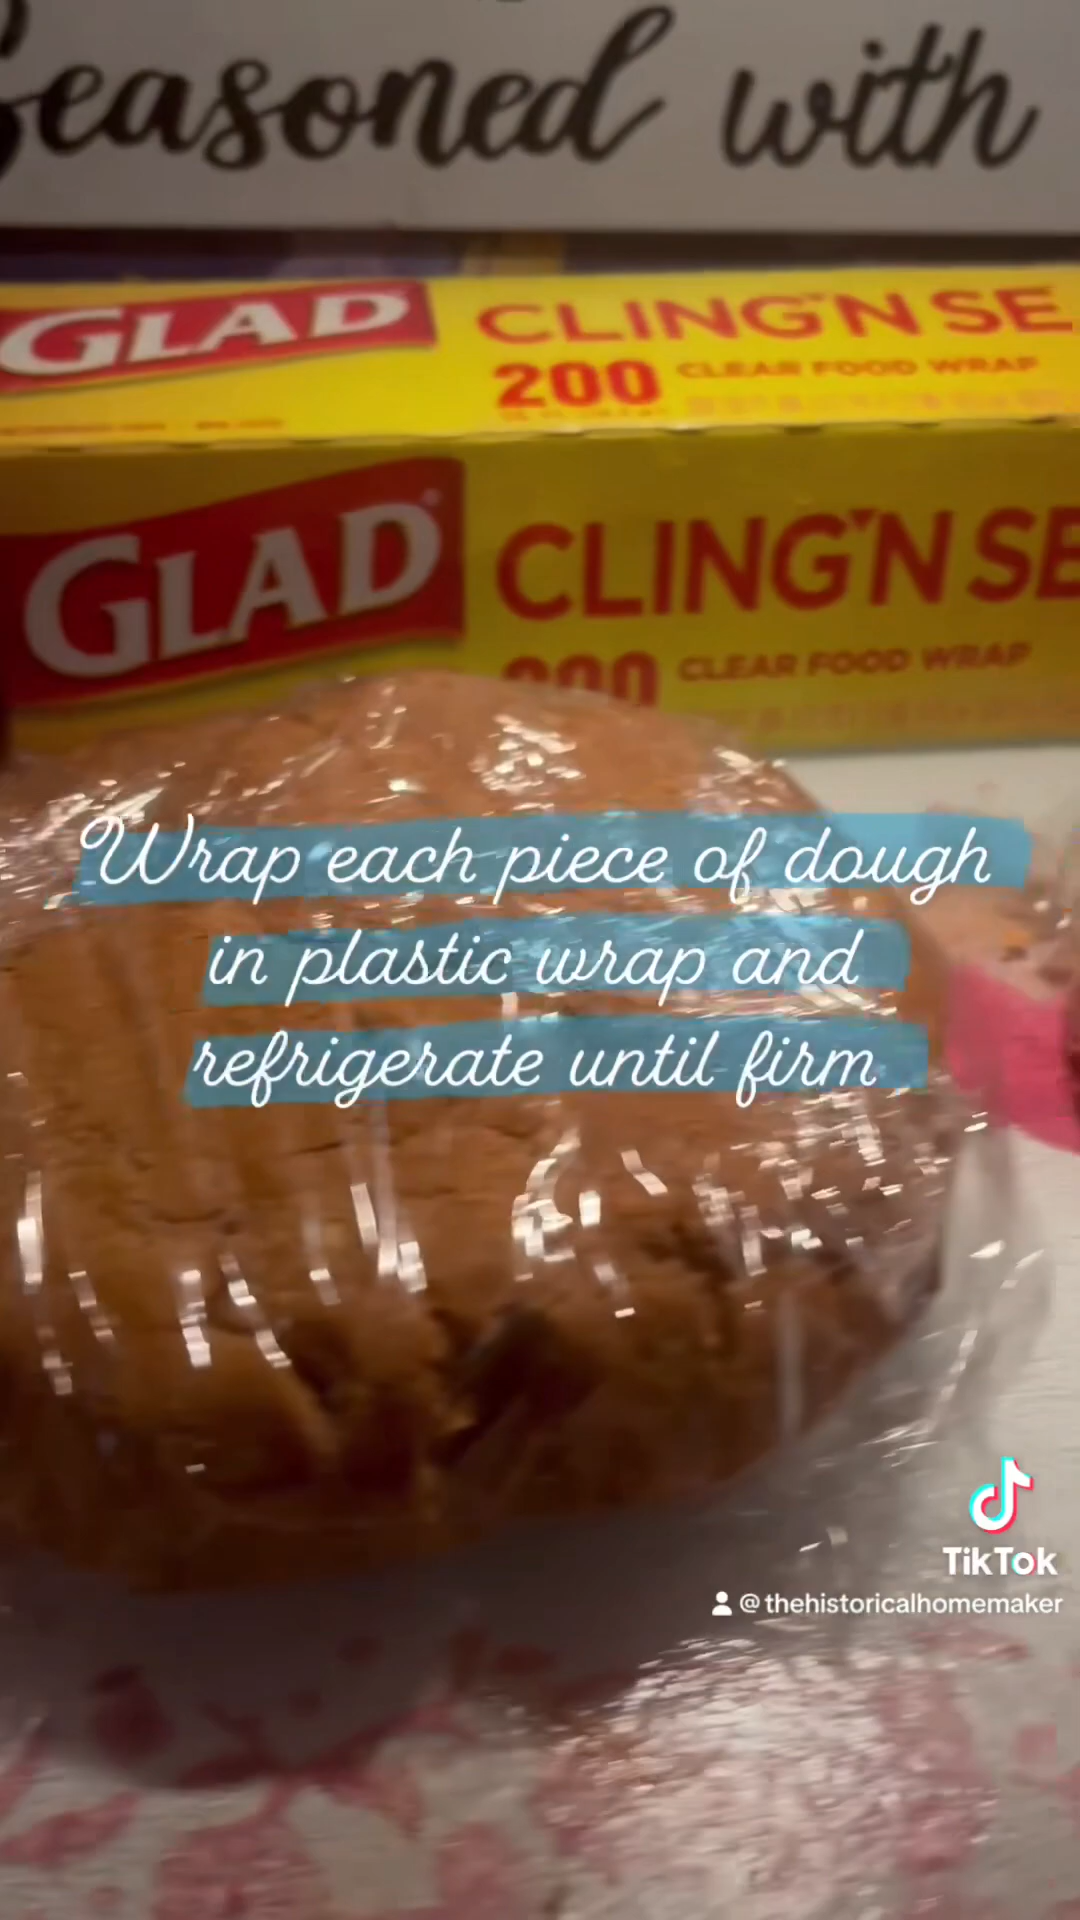 Seasoned with
GLAD CLING'N SE
200 CLEAR FOOD WRAP
GLAD CLING'N SE
200 CLEAR FOOD WRAP
Wrap each piece of dough
in plastic wrap and
refrigerate until firm
TikTok
@thehistoricalhomemaker